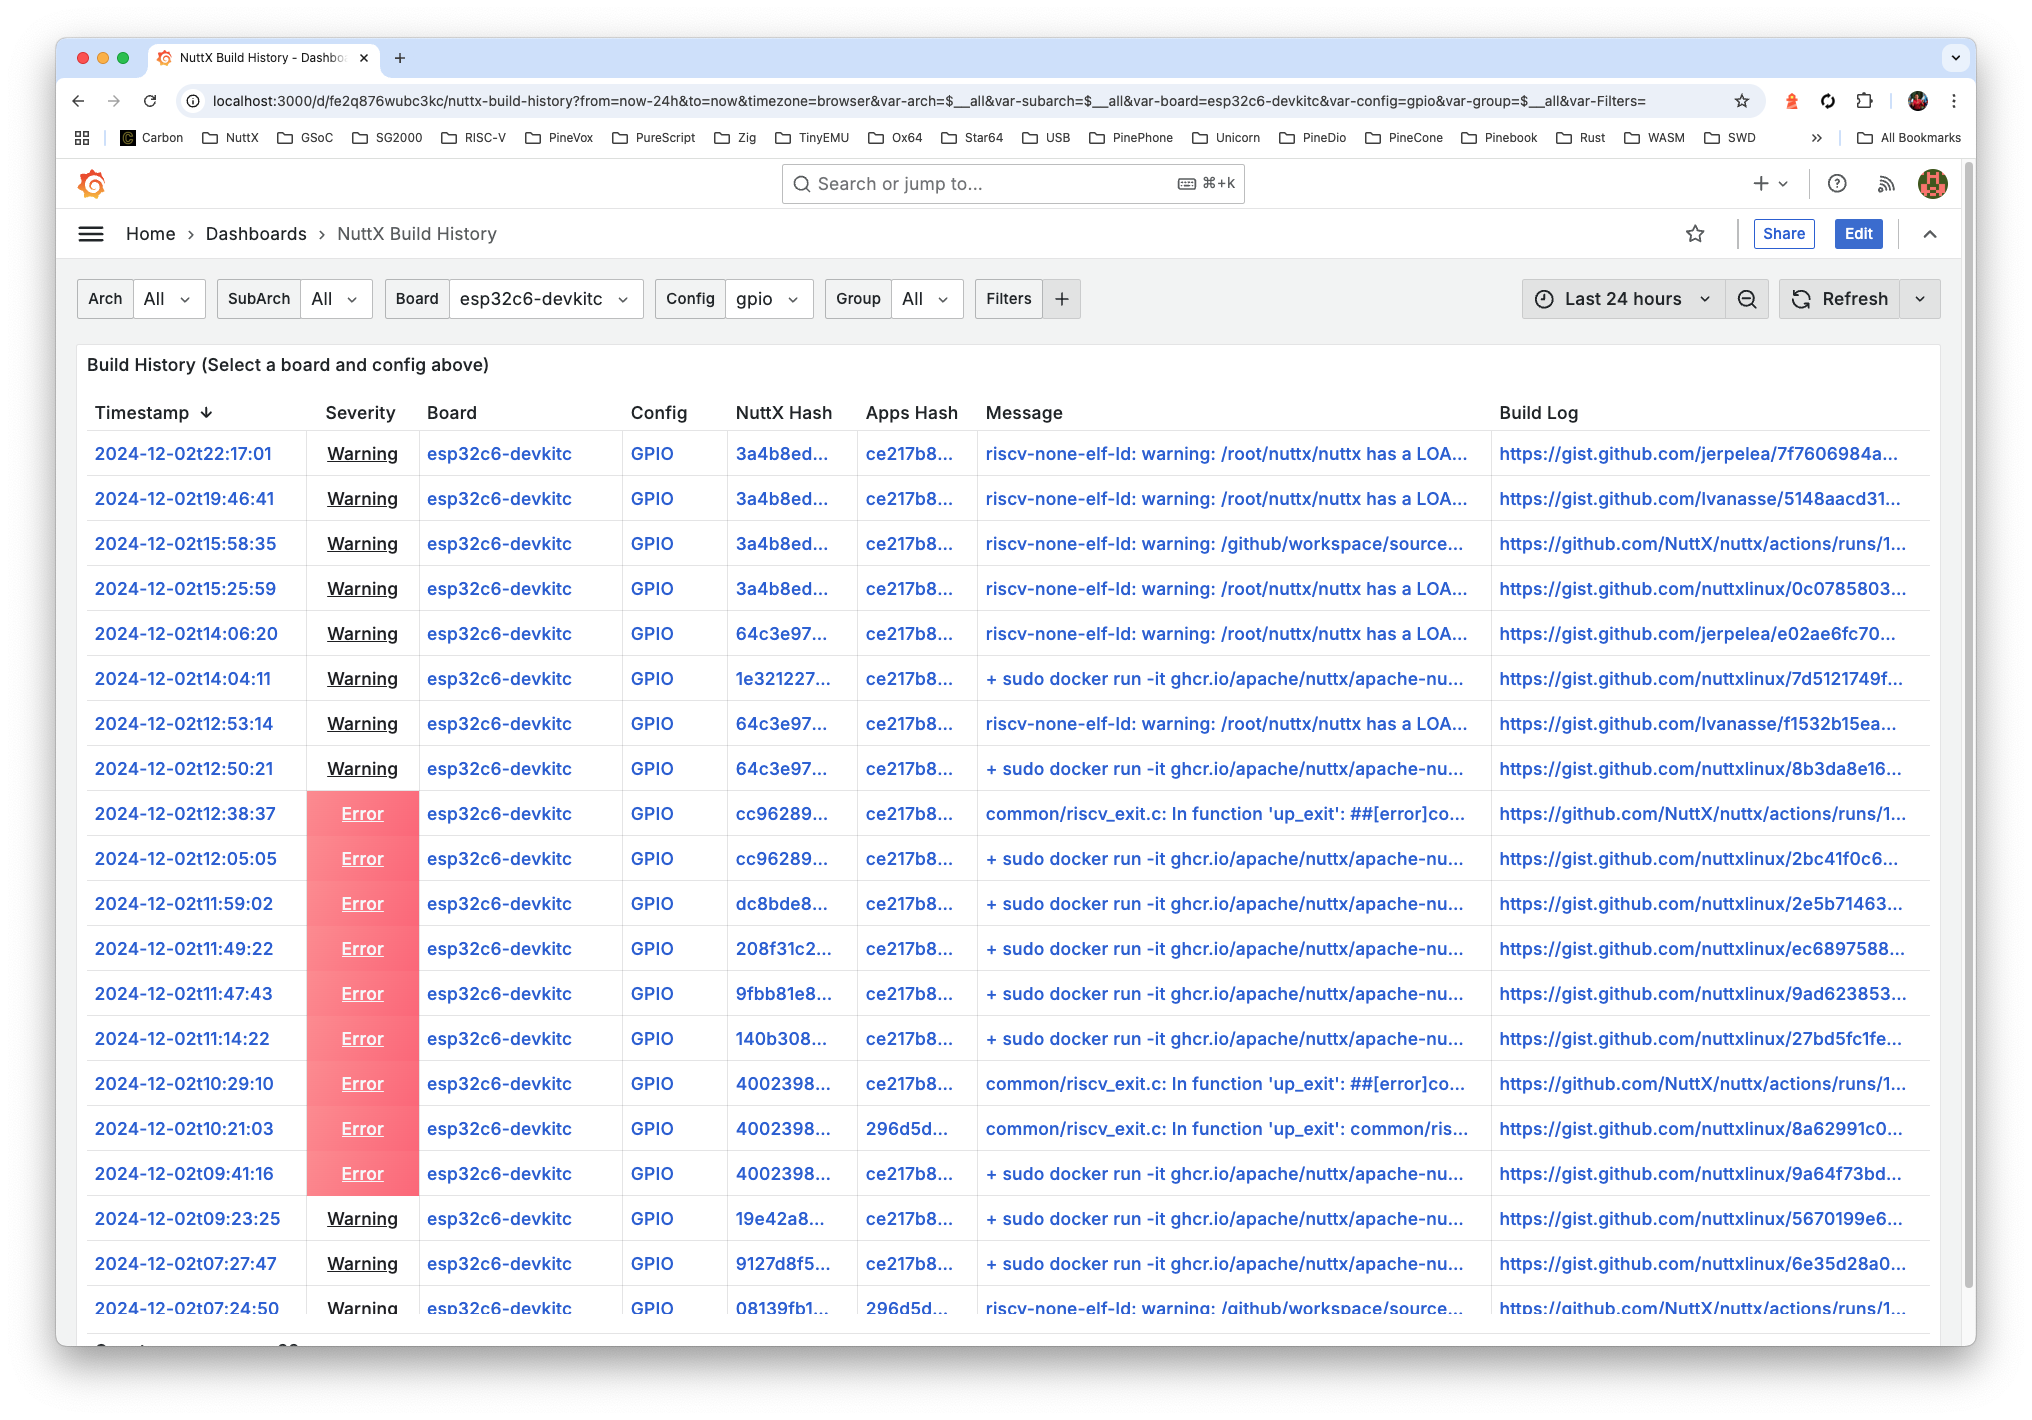 NuttX Build History - Dashbo
localhost:3000/d/fe2q876wubc3kc/nuttx-build-history?from=now-24h&to=now&timezone=browser&var-arch=$__all&var-subarch=$__all&var-board=esp32c6-devkitc&var-config=gpio&var-group=$__all&var-Filters=
Carbon NuttX GSoC SG2000 RISC-V PineVox PureScript Zig TinyEMU Ox64 Star64 USB PinePhone Unicorn PineDio PineCone Pinebook Rust WASM SWD » All Bookmarks
Search or jump to... ⌘+k
Home › Dashboards › NuttX Build History Share Edit
Arch All SubArch All Board esp32c6-devkitc Config gpio Group All Filters + Last 24 hours Refresh
Build History (Select a board and config above)
Timestamp ↓ Severity Board Config NuttX Hash Apps Hash Message Build Log
2024-12-02t22:17:01 Warning esp32c6-devkitc GPIO 3a4b8ed... ce217b8... riscv-none-elf-ld: warning: /root/nuttx/nuttx has a LOA... https://gist.github.com/jerpelea/7f7606984a...
2024-12-02t19:46:41 Warning esp32c6-devkitc GPIO 3a4b8ed... ce217b8... riscv-none-elf-ld: warning: /root/nuttx/nuttx has a LOA... https://gist.github.com/lvanasse/5148aacd31...
2024-12-02t15:58:35 Warning esp32c6-devkitc GPIO 3a4b8ed... ce217b8... riscv-none-elf-ld: warning: /github/workspace/source... https://github.com/NuttX/nuttx/actions/runs/1...
2024-12-02t15:25:59 Warning esp32c6-devkitc GPIO 3a4b8ed... ce217b8... riscv-none-elf-ld: warning: /root/nuttx/nuttx has a LOA... https://gist.github.com/nuttxlinux/0c0785803...
2024-12-02t14:06:20 Warning esp32c6-devkitc GPIO 64c3e97... ce217b8... riscv-none-elf-ld: warning: /root/nuttx/nuttx has a LOA... https://gist.github.com/jerpelea/e02ae6fc70...
2024-12-02t14:04:11 Warning esp32c6-devkitc GPIO 1e321227... ce217b8... + sudo docker run -it ghcr.io/apache/nuttx/apache-nu... https://gist.github.com/nuttxlinux/7d5121749f...
2024-12-02t12:53:14 Warning esp32c6-devkitc GPIO 64c3e97... ce217b8... riscv-none-elf-ld: warning: /root/nuttx/nuttx has a LOA... https://gist.github.com/lvanasse/f1532b15ea...
2024-12-02t12:50:21 Warning esp32c6-devkitc GPIO 64c3e97... ce217b8... + sudo docker run -it ghcr.io/apache/nuttx/apache-nu... https://gist.github.com/nuttxlinux/8b3da8e16...
2024-12-02t12:38:37 Error esp32c6-devkitc GPIO cc96289... ce217b8... common/riscv_exit.c: In function 'up_exit': ##[error]co... https://github.com/NuttX/nuttx/actions/runs/1...
2024-12-02t12:05:05 Error esp32c6-devkitc GPIO cc96289... ce217b8... + sudo docker run -it ghcr.io/apache/nuttx/apache-nu... https://gist.github.com/nuttxlinux/2bc41f0c6...
2024-12-02t11:59:02 Error esp32c6-devkitc GPIO dc8bde8... ce217b8... + sudo docker run -it ghcr.io/apache/nuttx/apache-nu... https://gist.github.com/nuttxlinux/2e5b71463...
2024-12-02t11:49:22 Error esp32c6-devkitc GPIO 208f31c2... ce217b8... + sudo docker run -it ghcr.io/apache/nuttx/apache-nu... https://gist.github.com/nuttxlinux/ec6897588...
2024-12-02t11:47:43 Error esp32c6-devkitc GPIO 9fbb81e8... ce217b8... + sudo docker run -it ghcr.io/apache/nuttx/apache-nu... https://gist.github.com/nuttxlinux/9ad623853...
2024-12-02t11:14:22 Error esp32c6-devkitc GPIO 140b308... ce217b8... + sudo docker run -it ghcr.io/apache/nuttx/apache-nu... https://gist.github.com/nuttxlinux/27bd5fc1fe...
2024-12-02t10:29:10 Error esp32c6-devkitc GPIO 4002398... ce217b8... common/riscv_exit.c: In function 'up_exit': ##[error]co... https://github.com/NuttX/nuttx/actions/runs/1...
2024-12-02t10:21:03 Error esp32c6-devkitc GPIO 4002398... 296d5d... common/riscv_exit.c: In function 'up_exit': common/ris... https://gist.github.com/nuttxlinux/8a62991c0...
2024-12-02t09:41:16 Error esp32c6-devkitc GPIO 4002398... ce217b8... + sudo docker run -it ghcr.io/apache/nuttx/apache-nu... https://gist.github.com/nuttxlinux/9a64f73bd...
2024-12-02t09:23:25 Warning esp32c6-devkitc GPIO 19e42a8... ce217b8... + sudo docker run -it ghcr.io/apache/nuttx/apache-nu... https://gist.github.com/nuttxlinux/5670199e6...
2024-12-02t07:27:47 Warning esp32c6-devkitc GPIO 9127d8f5... ce217b8... + sudo docker run -it ghcr.io/apache/nuttx/apache-nu... https://gist.github.com/nuttxlinux/6e35d28a0...
2024-12-02t07:24:50 Warning esp32c6-devkitc GPIO 08139fb1... 296d5d... riscv-none-elf-ld: warning: /github/workspace/source... https://github.com/NuttX/nuttx/actions/runs/1...